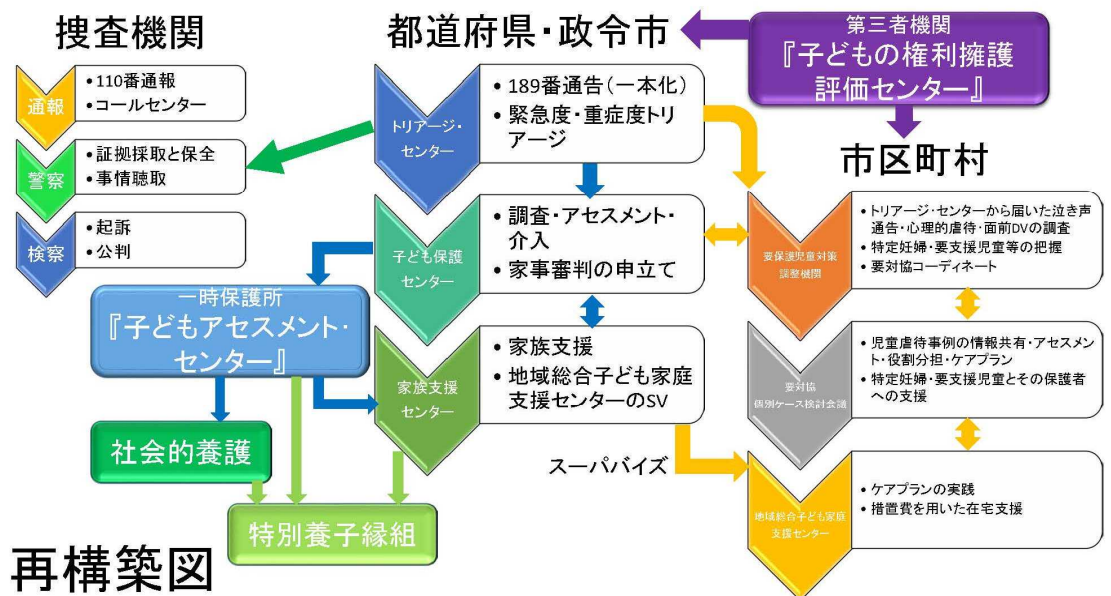 捜査機関
通報
• 110番通報
• コールセンター
警察
• 証拠採取と保全
• 事情聴取
検察
• 起訴
• 公判
都道府県・政令市
トリアージ・
センター
• 189番通告(一本化)
• 緊急度・重症度トリ
アージ
子ども保護
センター
• 調査・アセスメント・
介入
• 家事審判の申立て
家族支援
センター
• 家族支援
• 地域総合子ども家庭
支援センターのSV
一時保護所
『子どもアセスメント・
センター』
社会的養護
特別養子縁組
スーパバイズ
第三者機関
『子どもの権利擁護
評価センター』
市区町村
要保護児童対策
調整機関
• トリアージ・センターから届いた泣き声
通告・心理的虐待・面前DVの調査
• 特定妊婦・要支援児童等の把握
• 要対協コーディネート
要対協
個別ケース検討会議
• 児童虐待事例の情報共有・アセスメン
ト・役割分担・ケアプラン
• 特定妊婦・要支援児童とその保護者
への支援
地域総合子ども家庭
支援センター
• ケアプランの実践
• 措置費を用いた在宅支援
再構築図